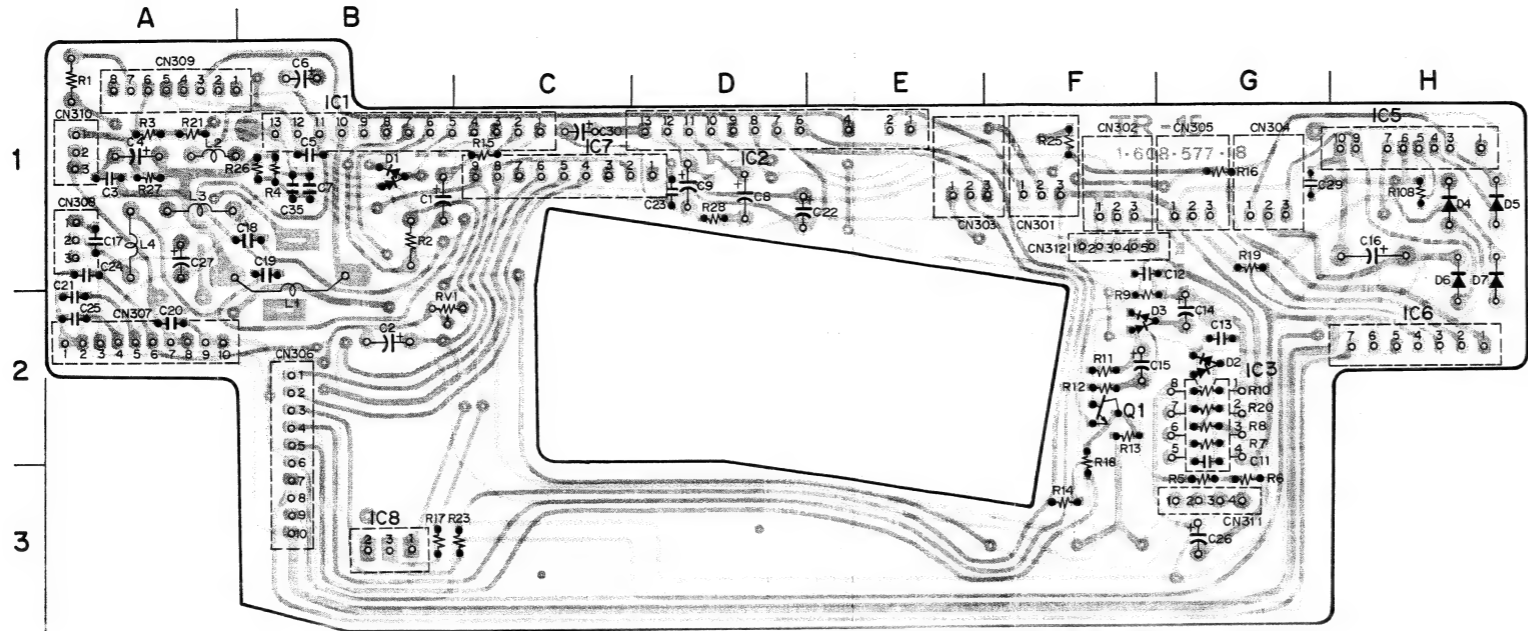 A B C D E F G H
1
2
3
CN309
8 7 6 5 4 3 2 1
R1
C6
IC1
CN310
1
2
3
R3 R21
C4 L2
C3 R27
13 12 11 10 9 8 7 6 5 4 3 2 1
C30
R26 R4 C5
C35 C7
D1
R15
IC7
9 8 7 6 5 4 3 2 1
13 12 11 10 9 8 7 6 4 2 1
IC2
C1
R2
C23 C9 C8 C22
R28
CN308
1
2
3
C17 L4 L3
C18
C27
C24
C19
L1
C21
C25
CN307
C20
1 2 3 4 5 6 7 8 9 10
RV1
C2
CN306
1
2
3
4
5
6
7
8
9
10
IC8
2 3 1
R17 R23
TR-15
1-608-577-
R25
CN302 CN305 CN304
1 2 3
CN303
1 2 3
CN301
1 2 3
1 2 3
1 2 3
R16
C29
CN312
1 2 3 4 5
IC5
10 9 7 6 5 4 3 1
R108
D4 D5
C16
D6 D7
IC6
7 6 5 4 3 2 1
C12
R19
R9
D3
C14
C13
D2
R11
C15
R12
Q1
R13
R18
R14
IC3
8 1 R10
7 2 R20
6 3 R8
R7
5 4
C11
R5 R6
1 2 3 4
CN311
C26